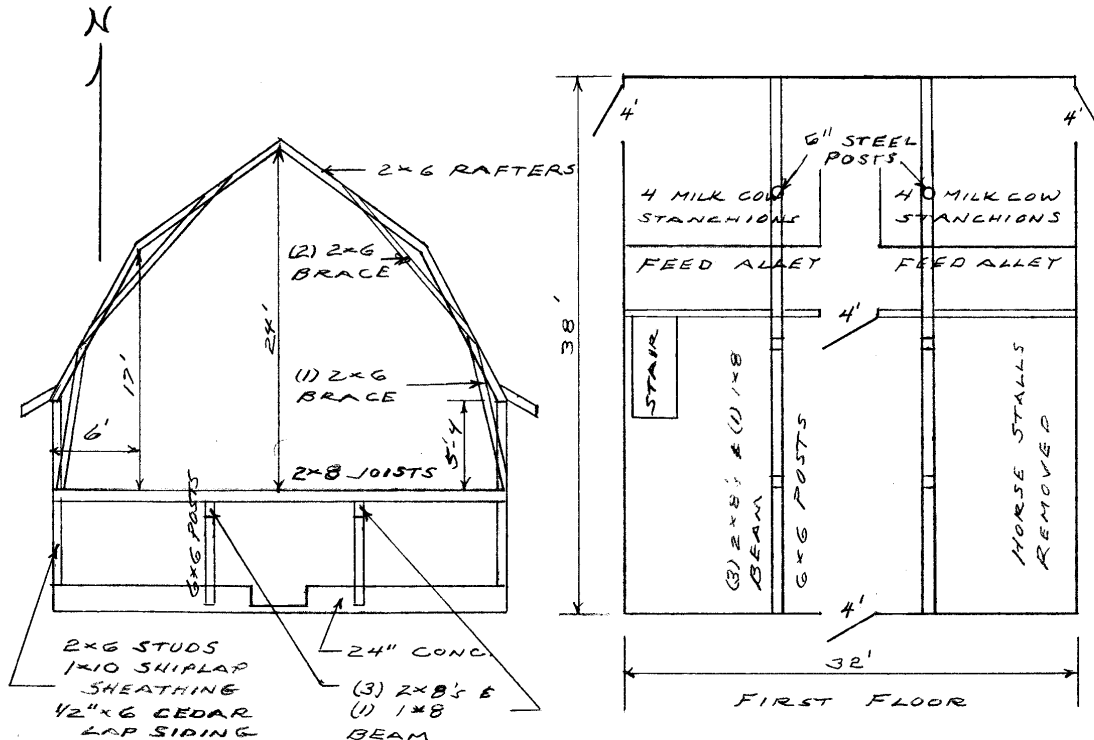 N
2×6 RAFTERS
(2) 2×6
BRACE
24'
17'
(1) 2×6
BRACE
6'
5'-4
2×8 JOISTS
6×6 POSTS
2×6 STUDS
1×10 SHIPLAP
SHEATHING
1/2"×6 CEDAR
LAP SIDING
24" CONC.
(3) 2×8's &
(1) 1×8
BEAM
4'
4'
6" STEEL
POSTS
4 MILK COW
STANCHIONS
4 MILK COW
STANCHIONS
FEED ALLEY
FEED ALLEY
38'
4'
STAIR
(3) 2×8's & (1) 1×8
BEAM
6×6 POSTS
HORSE STALLS
REMOVED
4'
32'
FIRST FLOOR